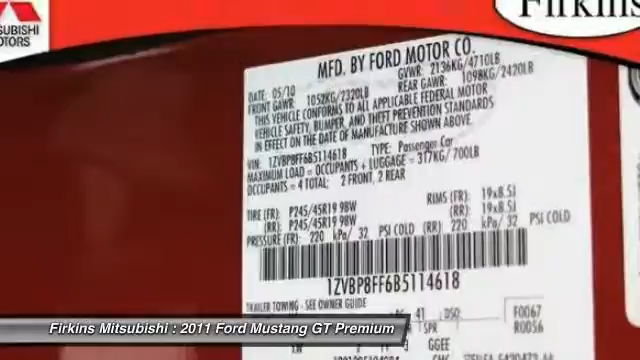 SUBISHI
OTORS
Firkins
MFD. BY FORD MOTOR CO.
DATE: 05/10 GVWR: 2136KG/4710LB
FRONT GAWR: 1052KG/2320LB REAR GAWR: 1098KG/2420LB
THIS VEHICLE CONFORMS TO ALL APPLICABLE FEDERAL MOTOR
VEHICLE SAFETY, BUMPER, AND THEFT PREVENTION STANDARDS
IN EFFECT ON THE DATE OF MANUFACTURE SHOWN ABOVE.
VIN: 1ZVBP8FF6B5114618 TYPE: Passenger Car
MAXIMUM LOAD = OCCUPANTS + LUGGAGE = 317KG/700LB
OCCUPANTS = 4 TOTAL; 2 FRONT, 2 REAR
TIRE (FR): P245/45R19 98W RIMS (FR): 19x8.5J
(RR): P245/45R19 98W (RR): 19x8.5J
PRESSURE (FR): 220 kPa/ 32 PSI COLD (RR) 220 kPa/ 32 PSI COLD
1ZVBP8FF6B5114618
TRAILER TOWING - SEE OWNER GUIDE
41 DSO: F0067
SPR R0056
GGEE
Firkins Mitsubishi : 2011 Ford Mustang GT Premium